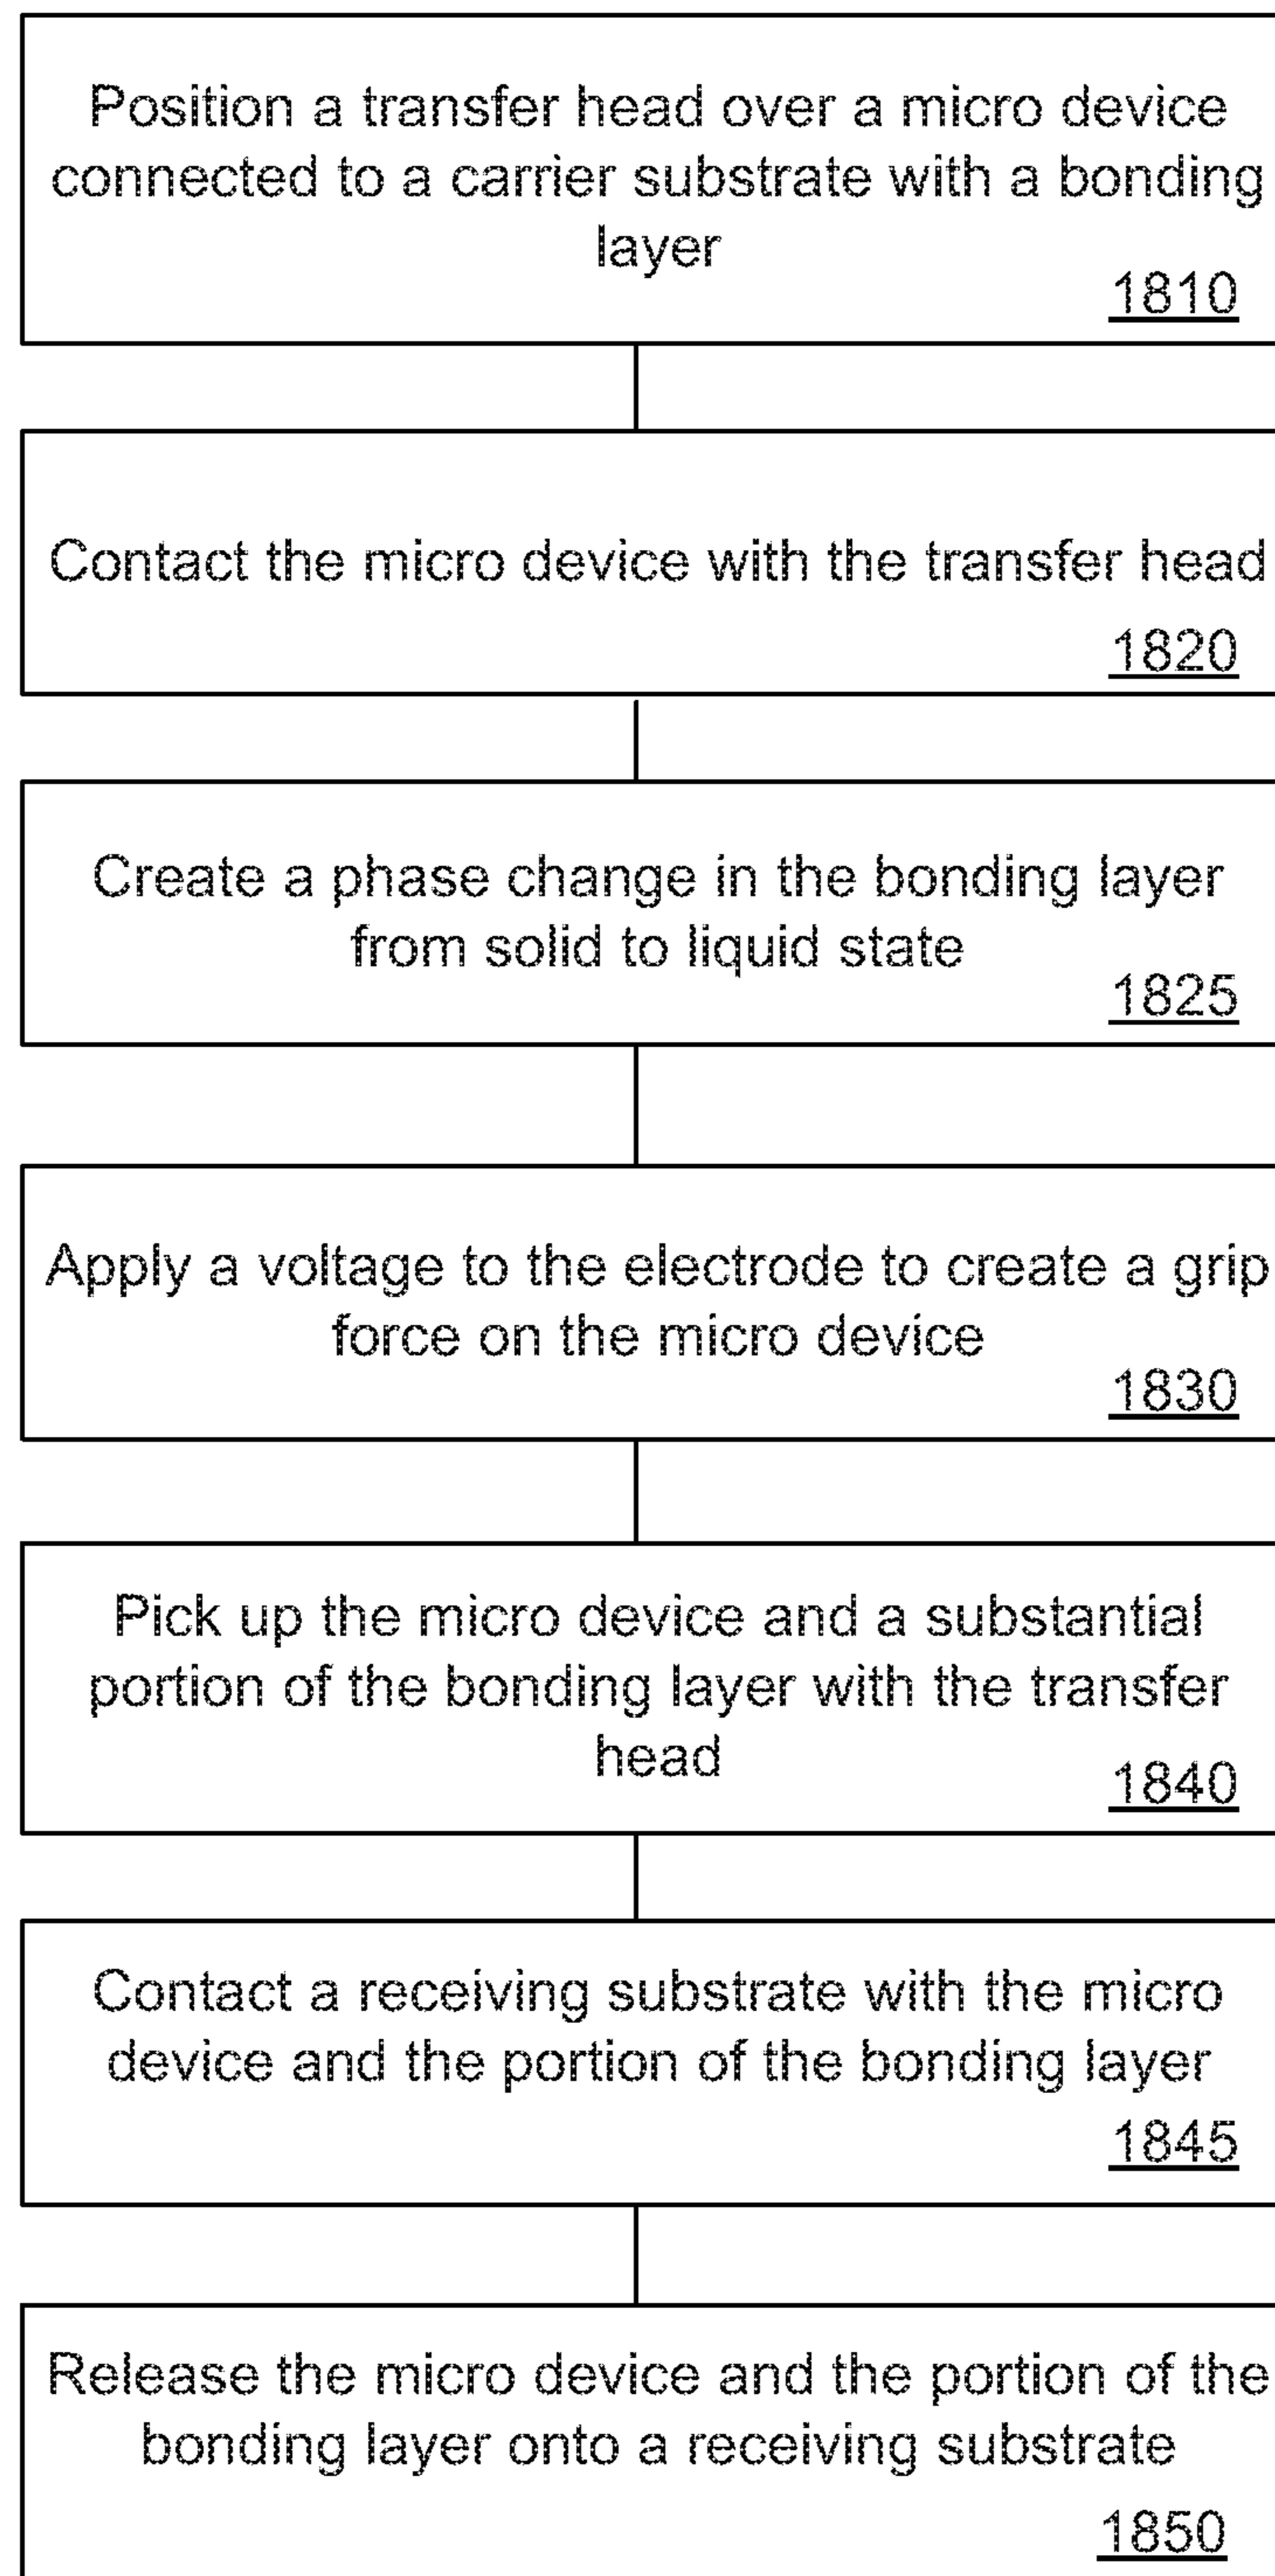 Position a transfer head over a micro device
connected to a carrier substrate with a bonding
layer
1810
Contact the micro device with the transfer head
1820
Create a phase change in the bonding layer
from solid to liquid state
1825
Apply a voltage to the electrode to create a grip
force on the micro device
1830
Pick up the micro device and a substantial
portion of the bonding layer with the transfer
head
1840
Contact a receiving substrate with the micro
device and the portion of the bonding layer
1845
Release the micro device and the portion of the
bonding layer onto a receiving substrate
1850